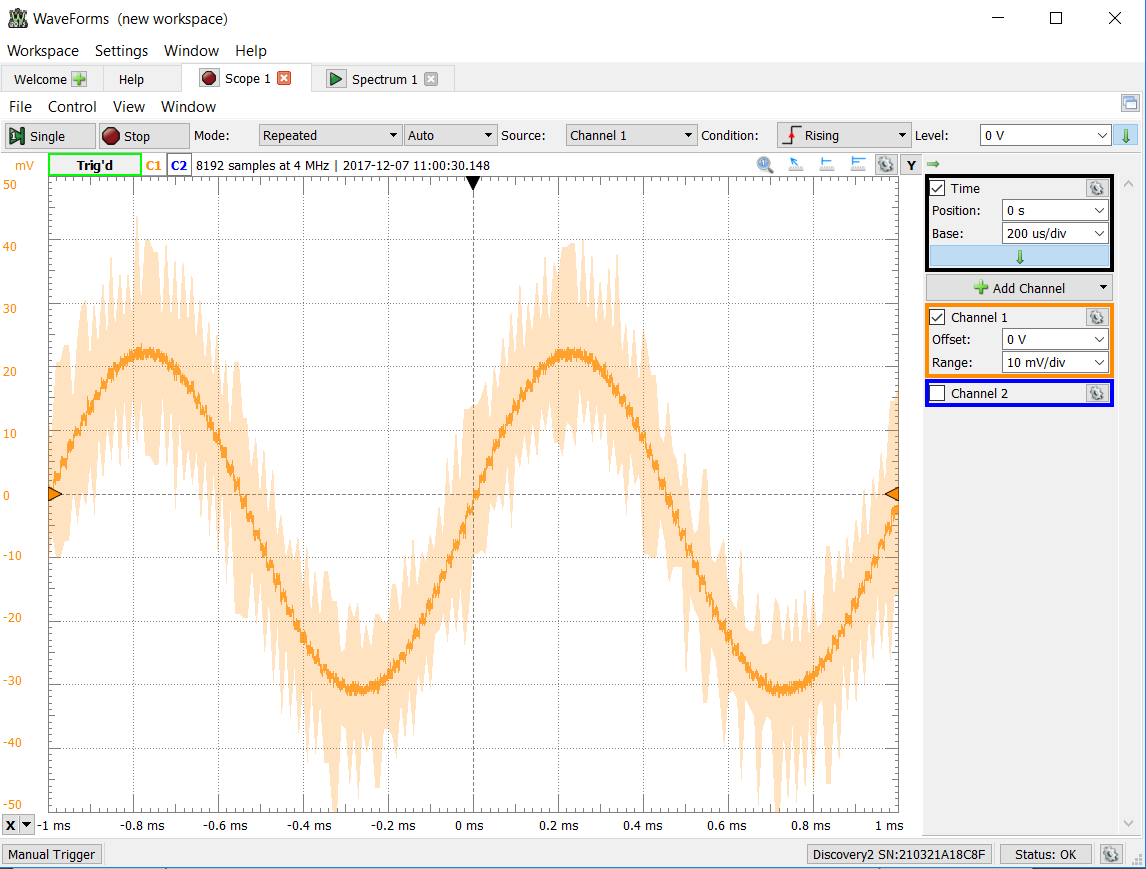 WaveForms (new workspace)
Workspace Settings Window Help
Welcome Help Scope 1 Spectrum 1
File Control View Window
Single Stop Mode: Repeated Auto Source: Channel 1 Condition: Rising Level: 0 V
mV Trig'd C1 C2 8192 samples at 4 MHz | 2017-12-07 11:00:30.148 Y
50
40
30
20
10
0
-10
-20
-30
-40
-50
X -1 ms -0.8 ms -0.6 ms -0.4 ms -0.2 ms 0 ms 0.2 ms 0.4 ms 0.6 ms 0.8 ms 1 ms
Time
Position: 0 s
Base: 200 us/div
Add Channel
Channel 1
Offset: 0 V
Range: 10 mV/div
Channel 2
Manual Trigger Discovery2 SN:210321A18C8F Status: OK